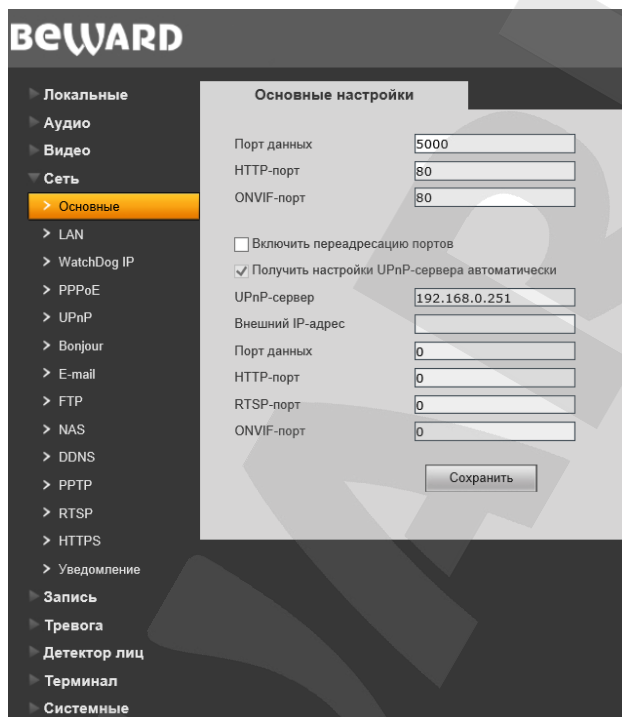 BEWARD
Локальные
Аудио
Видео
Сеть
Основные
LAN
WatchDog IP
PPPoE
UPnP
Bonjour
E-mail
FTP
NAS
DDNS
PPTP
RTSP
HTTPS
Уведомление
Запись
Тревога
Детектор лиц
Терминал
Системные
Основные настройки
Порт данных 5000
HTTP-порт 80
ONVIF-порт 80
Включить переадресацию портов
Получить настройки UPnP-сервера автоматически
UPnP-сервер 192.168.0.251
Внешний IP-адрес
Порт данных 0
HTTP-порт 0
RTSP-порт 0
ONVIF-порт 0
Сохранить